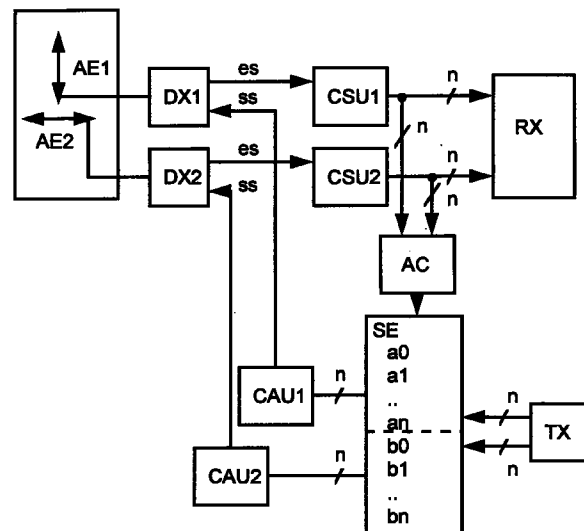 AE1
AE2
DX1
es
ss
CSU1
n
n
RX
DX2
es
ss
CSU2
n
n
AC
SE
a0
a1
..
an
b0
b1
..
bn
n
CAU1
n
CAU2
n
n
TX